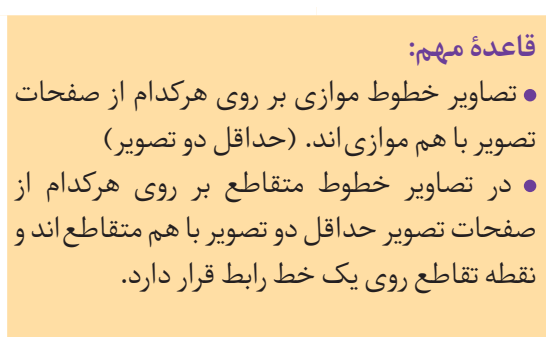 قاعدهٔ مهم:
● تصاویر خطوط موازی بر روی هرکدام از صفحات
تصویر با هم موازی‌اند. (حداقل دو تصویر)
● در تصاویر خطوط متقاطع بر روی هرکدام از
صفحات تصویر حداقل دو تصویر با هم متقاطع‌اند و
نقطه تقاطع روی یک خط رابط قرار دارد.